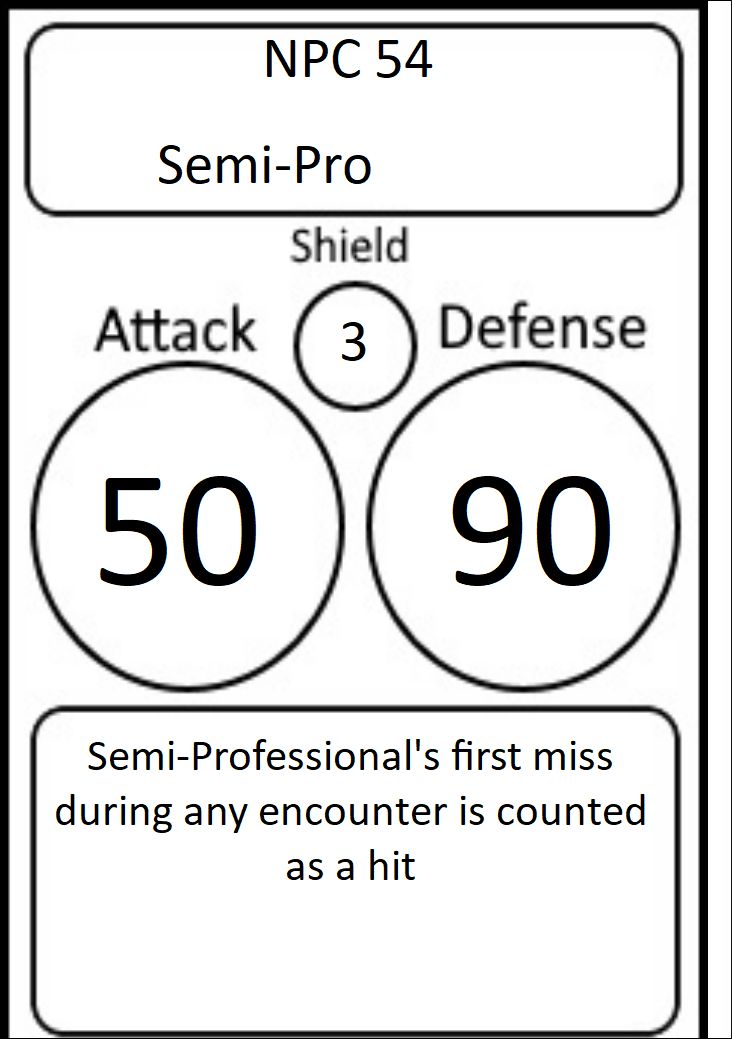 NPC 54
Semi-Pro
Shield
Attack
3
Defense
50
90
Semi-Professional's first miss
during any encounter is counted
as a hit